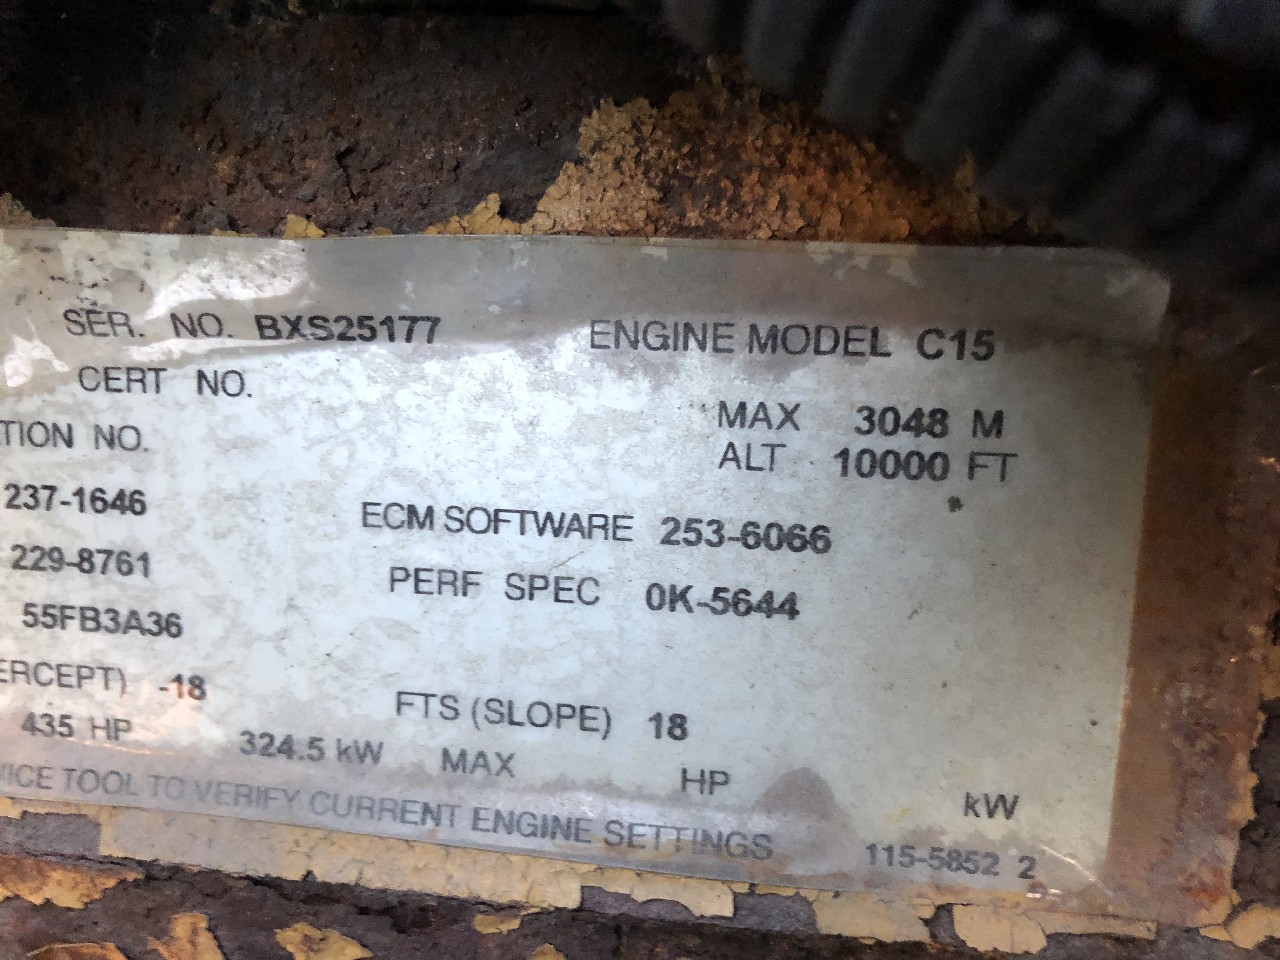 SER. NO. BXS25177 ENGINE MODEL C15
CERT NO.
MAX 3048 M
TION NO.
ALT 10000 FT
237-1646 ECM SOFTWARE 253-6066
229-8761 PERF SPEC 0K-5644
55FB3A36
ERCEPT) -18 FTS (SLOPE) 18
435 HP 324.5 kW MAX HP kW
VICE TOOL TO VERIFY CURRENT ENGINE SETTINGS 115-5852 2